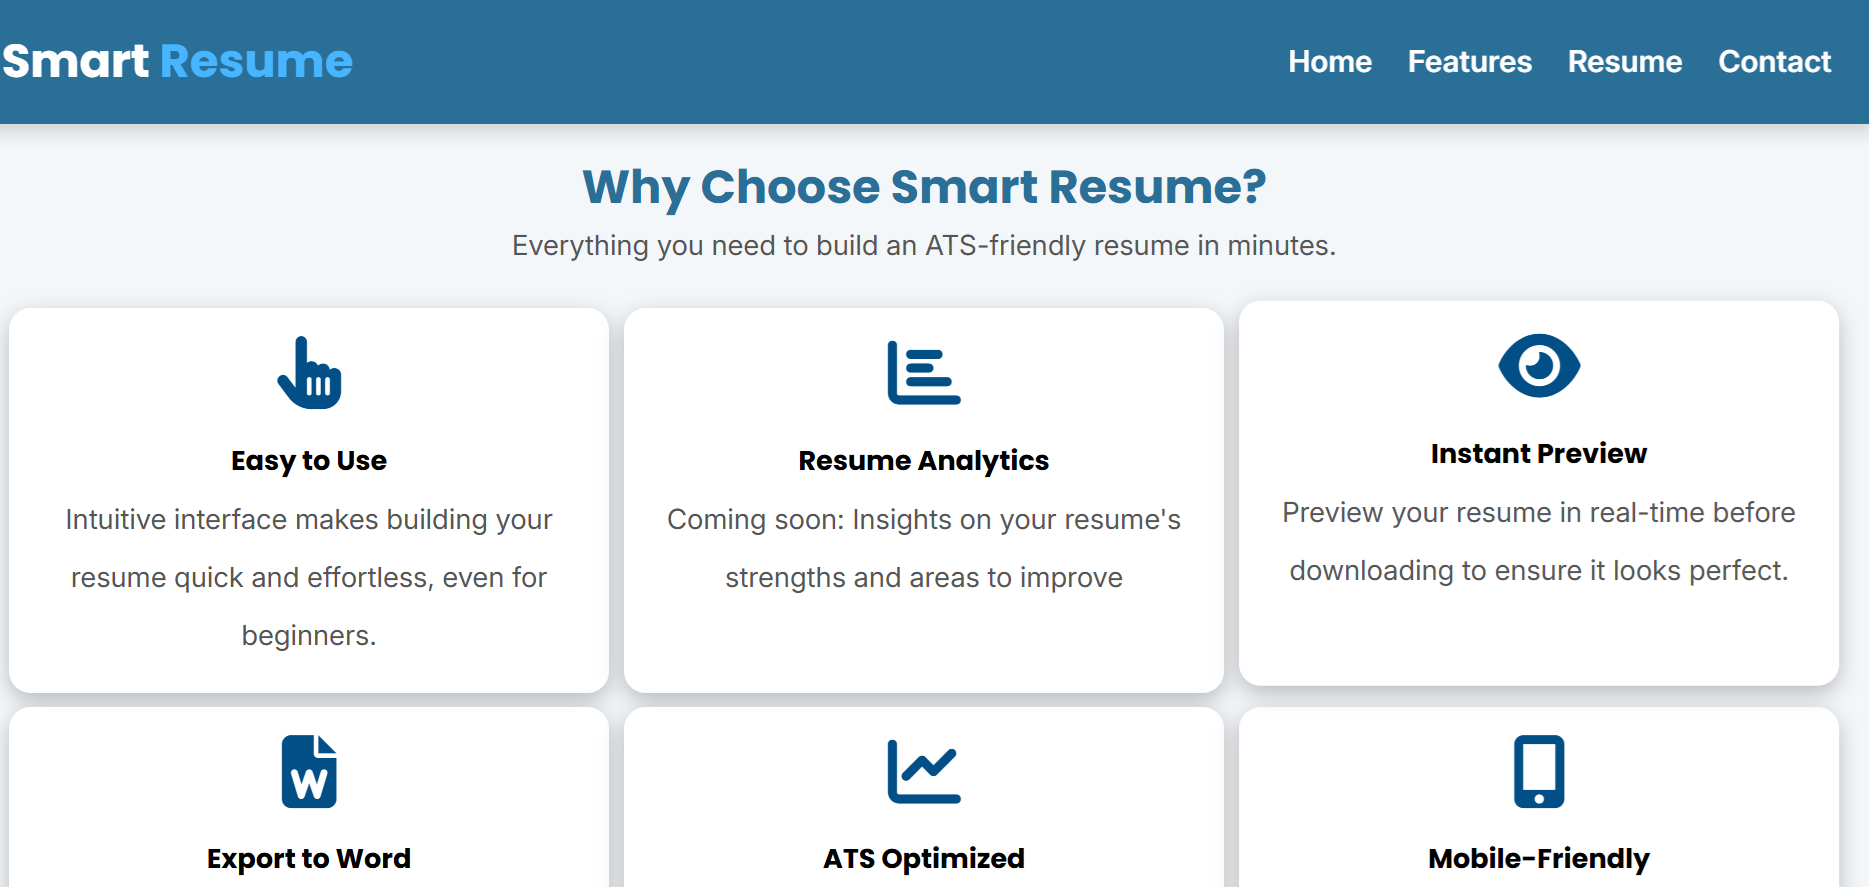 Smart Resume
Home Features Resume Contact
Why Choose Smart Resume?
Everything you need to build an ATS-friendly resume in minutes.
Easy to Use
Intuitive interface makes building your
resume quick and effortless, even for
beginners.
Resume Analytics
Coming soon: Insights on your resume's
strengths and areas to improve
Instant Preview
Preview your resume in real-time before
downloading to ensure it looks perfect.
W
Export to Word
ATS Optimized
Mobile-Friendly